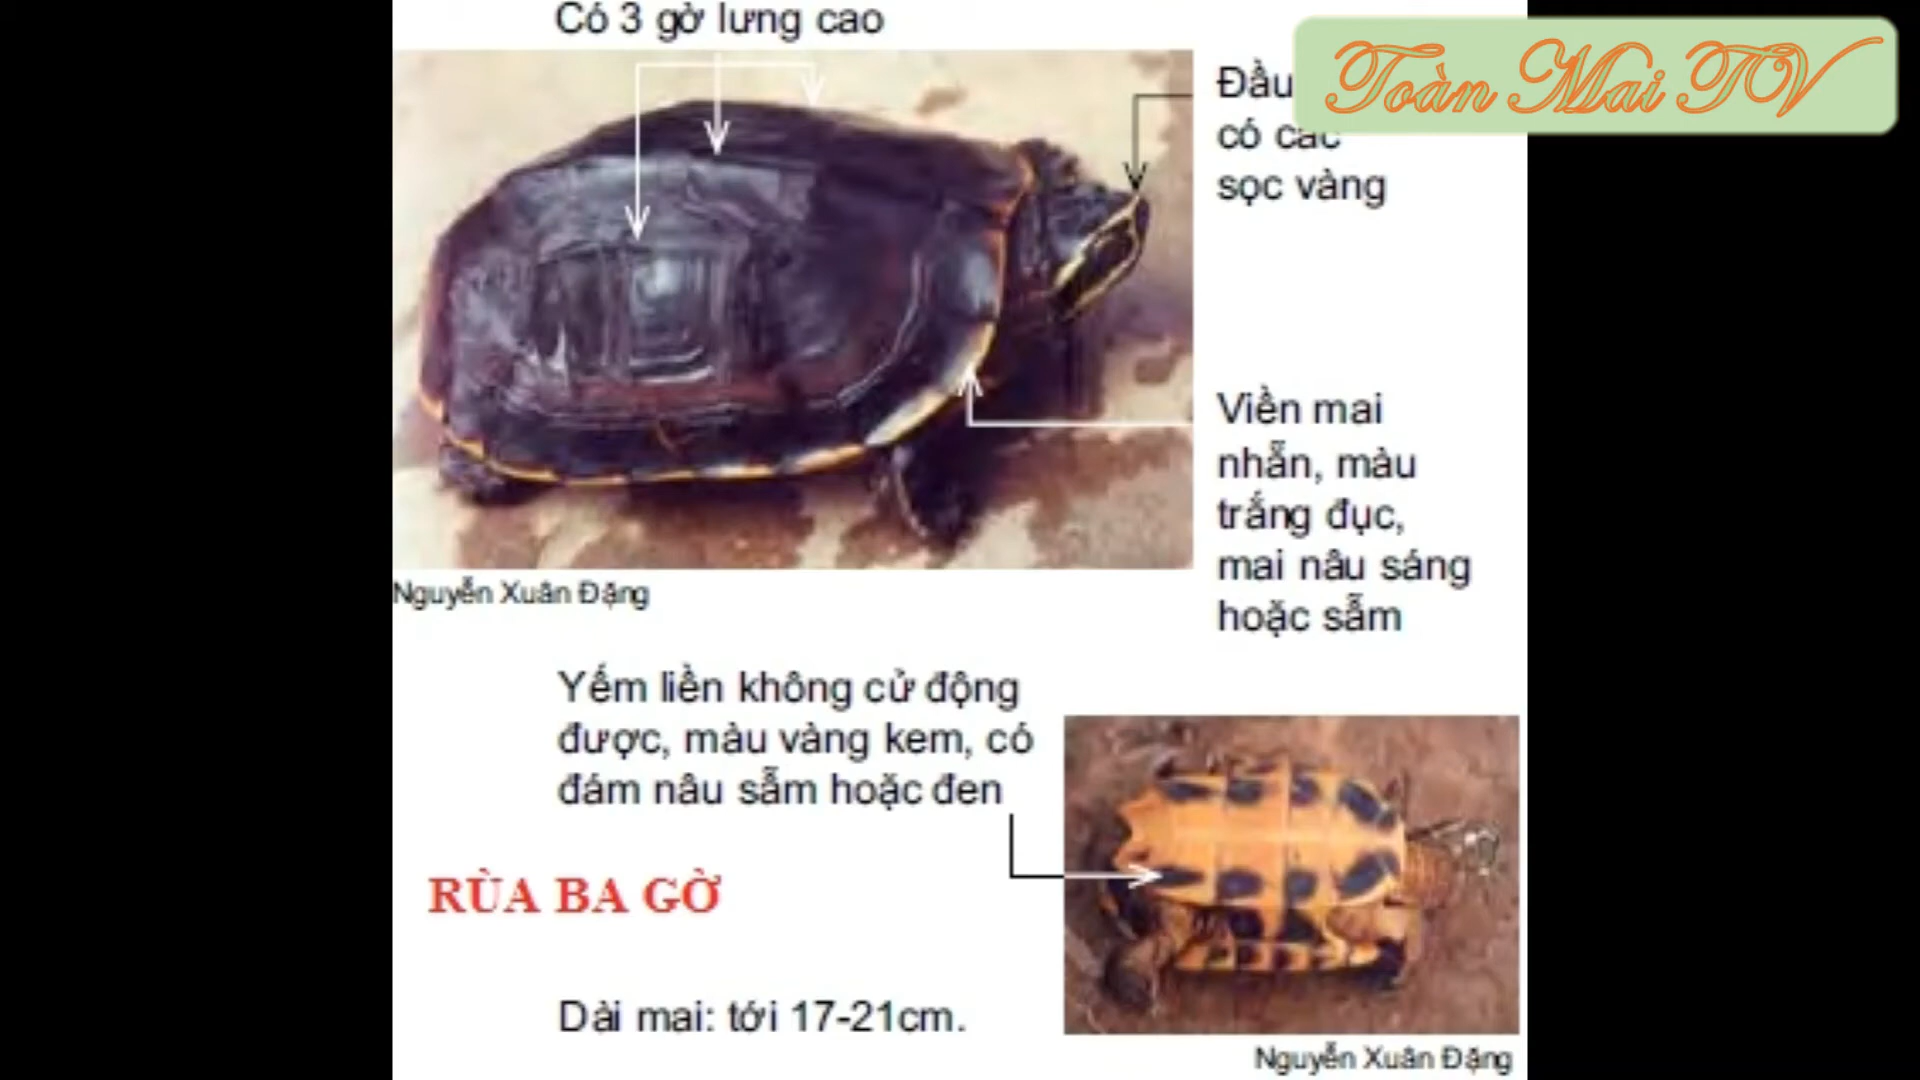 Có 3 gờ lưng cao
Toàn Mai TV
Đầu
có các
sọc vàng
Viền mai
nhẵn, màu
trắng đục,
mai nâu sáng
hoặc sẫm
Nguyễn Xuân Đặng
Yếm liền không cử động
được, màu vàng kem, có
đám nâu sẫm hoặc đen
RÙA BA GỜ
Dài mai: tới 17-21cm.
Nguyễn Xuân Đặng